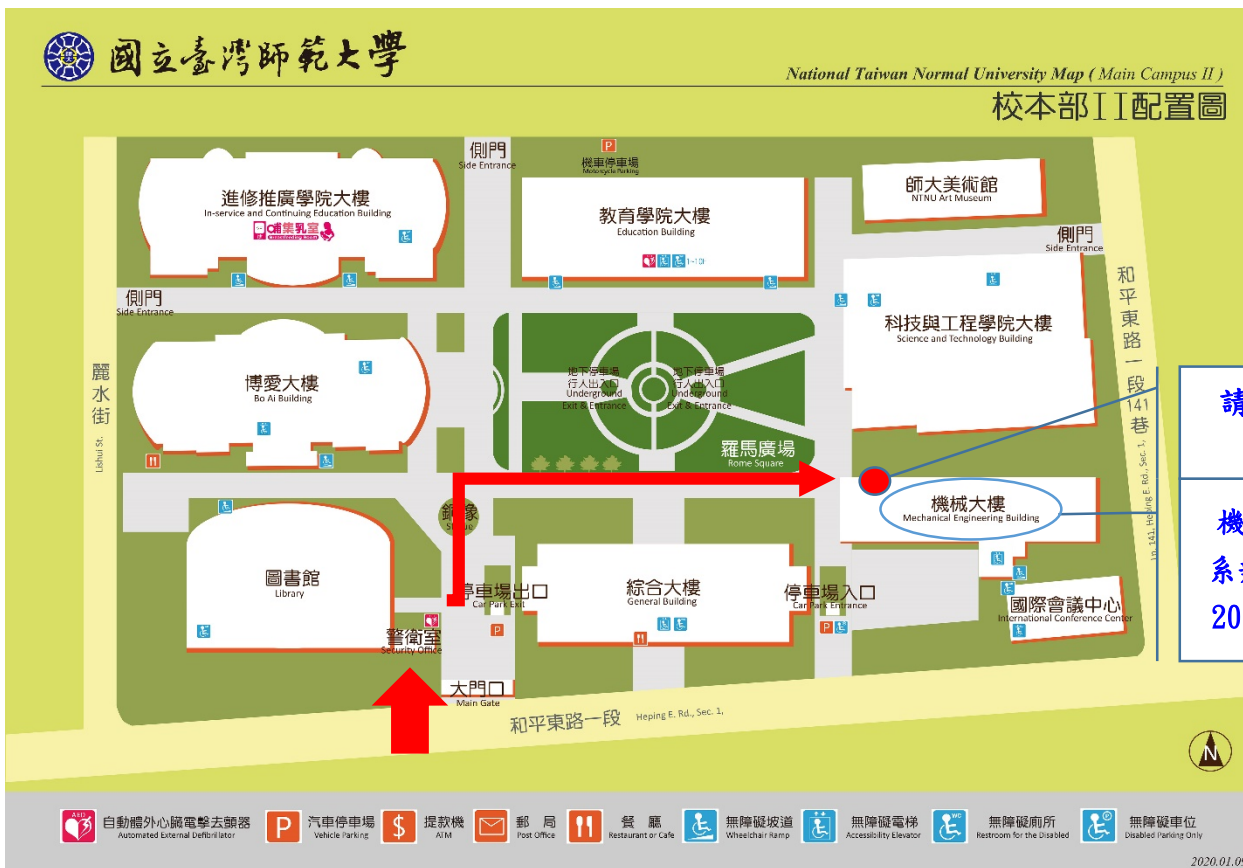 國立臺灣師範大學
National Taiwan Normal University Map ( Main Campus II )
校本部II配置圖
側門
Side Entrance
P
機車停車場
Motorcycle Parking
進修推廣學院大樓
In-service and Continuing Education Building
哺集乳室
教育學院大樓
Education Building
師大美術館
NTNU Art Museum
側門
Side Entrance
側門
Side Entrance
科技與工程學院大樓
Science and Technology Building
和平東路一段141巷
Ln. 141, Heping E. Rd., Sec. 1,
麗水街
Lishui St.
博愛大樓
Bo Ai Building
地下停車場
行人出入口
Underground
Exit & Entrance
地下停車場
行人出入口
Underground
Exit & Entrance
羅馬廣場
Rome Square
請
機
系
20
機械大樓
Mechanical Engineering Building
銅像
圖書館
Library
停車場出口
Car Park Exit
P
綜合大樓
General Building
停車場入口
Car Park Entrance
P
國際會議中心
International Conference Center
警衛室
Security Office
大門口
Main Gate
和平東路一段 Heping E. Rd., Sec. 1,
N
AED
自動體外心臟電擊去顫器
Automated External Defibrillator
P
汽車停車場
Vehicle Parking
$
提款機
ATM
郵局
Post Office
餐廳
Restaurant or Cafe
無障礙坡道
Wheelchair Ramp
無障礙電梯
Accessibility Elevator
WC
無障礙廁所
Restroom for the Disabled
P
無障礙車位
Disabled Parking Only